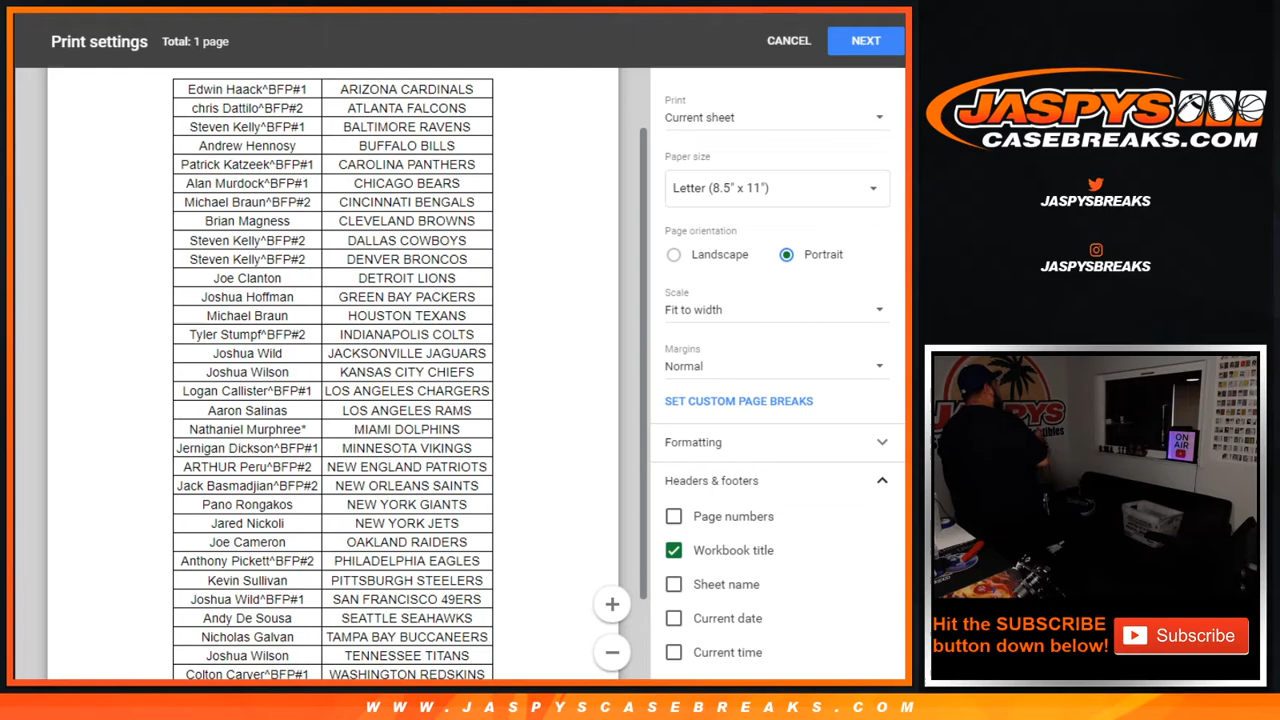 Print settings Total: 1 page CANCEL NEXT
Edwin Haack^BFP#1 ARIZONA CARDINALS
chris Dattilo^BFP#2 ATLANTA FALCONS
Steven Kelly^BFP#1 BALTIMORE RAVENS
Andrew Hennosy BUFFALO BILLS
Patrick Katzeek^BFP#1 CAROLINA PANTHERS
Alan Murdock^BFP#1 CHICAGO BEARS
Michael Braun^BFP#2 CINCINNATI BENGALS
Brian Magness CLEVELAND BROWNS
Steven Kelly^BFP#2 DALLAS COWBOYS
Steven Kelly^BFP#2 DENVER BRONCOS
Joe Clanton DETROIT LIONS
Joshua Hoffman GREEN BAY PACKERS
Michael Braun HOUSTON TEXANS
Tyler Stumpf^BFP#2 INDIANAPOLIS COLTS
Joshua Wild JACKSONVILLE JAGUARS
Joshua Wilson KANSAS CITY CHIEFS
Logan Callister^BFP#1 LOS ANGELES CHARGERS
Aaron Salinas LOS ANGELES RAMS
Nathaniel Murphree* MIAMI DOLPHINS
Jernigan Dickson^BFP#1 MINNESOTA VIKINGS
ARTHUR Peru^BFP#2 NEW ENGLAND PATRIOTS
Jack Basmadjian^BFP#2 NEW ORLEANS SAINTS
Pano Rongakos NEW YORK GIANTS
Jared Nickoli NEW YORK JETS
Joe Cameron OAKLAND RAIDERS
Anthony Pickett^BFP#2 PHILADELPHIA EAGLES
Kevin Sullivan PITTSBURGH STEELERS
Joshua Wild^BFP#1 SAN FRANCISCO 49ERS
Andy De Sousa SEATTLE SEAHAWKS
Nicholas Galvan TAMPA BAY BUCCANEERS
Joshua Wilson TENNESSEE TITANS
Colton Carver^BFP#1 WASHINGTON REDSKINS
Print
Current sheet
Paper size
Letter (8.5" x 11")
Page orientation
Landscape Portrait
Scale
Fit to width
Margins
Normal
SET CUSTOM PAGE BREAKS
Formatting
Headers & footers
Page numbers
Workbook title
Sheet name
Current date
Current time
JASPYS
CASEBREAKS.COM
JASPYSBREAKS
JASPYSBREAKS
JASPYS
ON
AIR
Hit the SUBSCRIBE
button down below!
Subscribe
WWW.JASPYSCASEBREAKS.COM